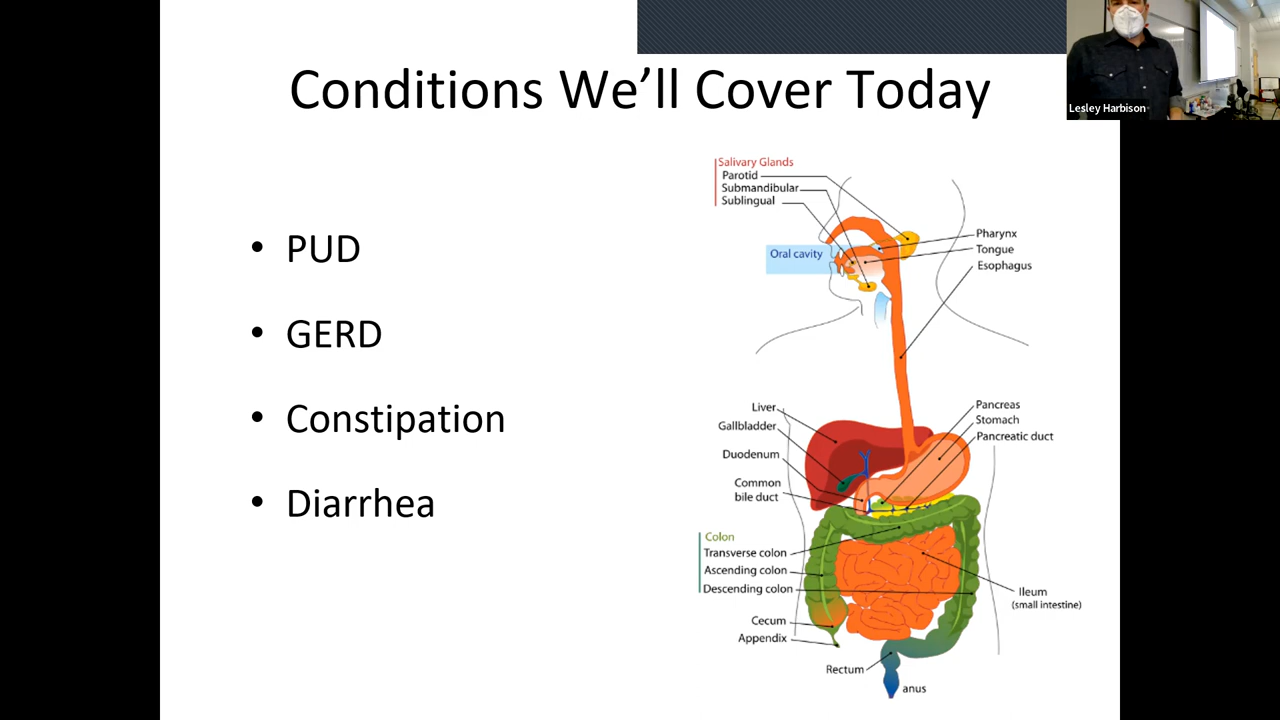 Conditions We'll Cover Today
Lesley Harbison
• PUD
• GERD
• Constipation
• Diarrhea
Salivary Glands
Parotid
Submandibular
Sublingual
Oral cavity
Pharynx
Tongue
Esophagus
Liver
Gallbladder
Duodenum
Common
bile duct
Pancreas
Stomach
Pancreatic duct
Colon
Transverse colon
Ascending colon
Descending colon
Cecum
Appendix
Ileum
(small intestine)
Rectum
anus